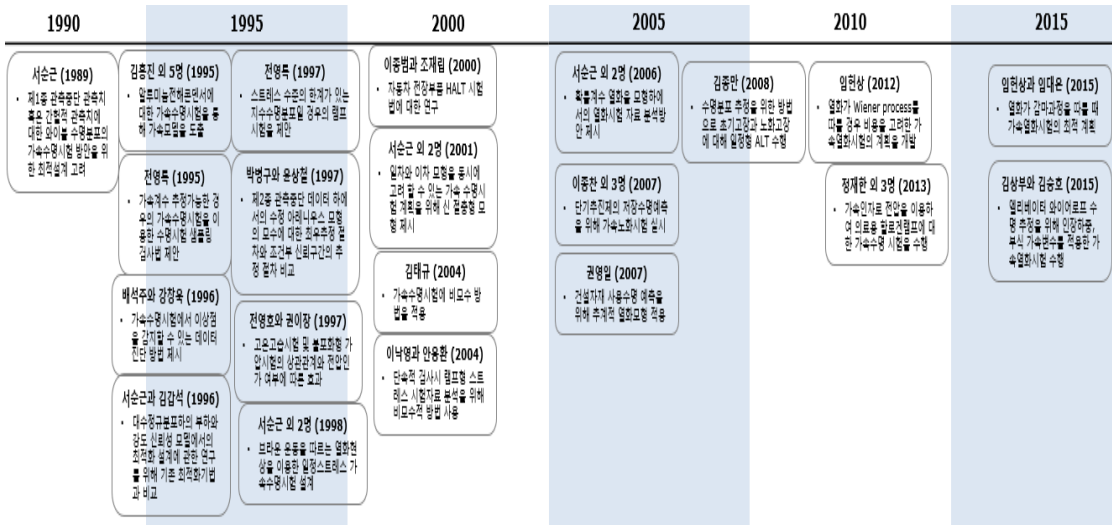 1990
1995
2000
2005
2010
2015
서순근 (1989)
• 제1종 관측중단 관측치
혹은 간헐적 관측치에
대한 와이블 수명분포의
가속수명시험 방안을 위
한 최적설계 고려
김흥진 외 5명 (1995)
• 알루미늄전해콘덴서에
대한 가속수명시험을 통
해 가속모델을 도출
전영록 (1995)
• 가속계수 추정가능한 경
우의 가속수명시험을 이
용한 수명시험 샘플링
검사법 제안
배석주와 강창욱 (1996)
• 가속수명시험에서 이상점
을 감지할 수 있는 데이터
진단 방법 제시
서순근과 김갑석 (1996)
• 대수정규분포하의 부하와
강도 신뢰성 모델에서의
최적화 설계에 관한 연구
를 위해 기존 최적화기법
과 비교
전영록 (1997)
• 스트레스 수준의 한계가 있는
지수수명분포일 경우의 램프
시험을 제안
박병구와 윤상철 (1997)
• 제2종 관측중단 데이터 하에
서의 수정 아레니우스 모형
의 모수에 대한 최우추정 절
차와 조건부 신뢰구간의 추
정 절차 비교
전영호와 권이장 (1997)
• 고온고습시험 및 불포화형 가
압시험의 상관관계와 전압인
가 여부에 따른 효과
서순근 외 2명 (1998)
• 브라운 운동을 따르는 열화현
상을 이용한 일정스트레스 가
속수명시험 설계
이종범과 조재립 (2000)
• 자동차 전장부품 HALT 시험
법에 대한 연구
서순근 외 2명 (2001)
• 일차와 이차 모형을 동시에
고려 할 수 있는 가속 수명시
험 계획을 위해 신 절충형 모
형 제시
김태규 (2004)
• 가속수명시험에 비모수 방
법을 적용
이낙영과 안용환 (2004)
• 단속적 검사시 램프형 스트
레스 시험자료 분석을 위해
비모수적 방법 사용
서순근 외 2명 (2006)
• 확률계수 열화율 모형하에
서의 열화시험 자료 분석방
안 제시
이종찬 외 3명 (2007)
• 단기추진제의 저장수명예측
을 위해 가속노화시험 실시
권영일 (2007)
• 건설자재 사용수명 예측을
위해 추계적 열화모형 적용
김종만 (2008)
• 수명분포 추정을 위한 방법
으로 초기고장과 노화고장
에 대해 일정형 ALT 수행
임헌상 (2012)
• 열화가 Wiener process를
따를 경우 비용을 고려한 가
속열화시험의 계획을 개발
정재한 외 3명 (2013)
• 가속인자로 전압을 이용하
여 의료용 할로겐램프에 대
한 가속수명 시험을 수행
임헌상과 임대은 (2015)
• 열화가 감마과정을 따를 때
가속열화시험의 최적 계획
김상부와 김승호 (2015)
• 엘리베이터 와이어로프 수
명 추정을 위해 인장하중,
부식 가속변수를 적용한 가
속열화시험 수행